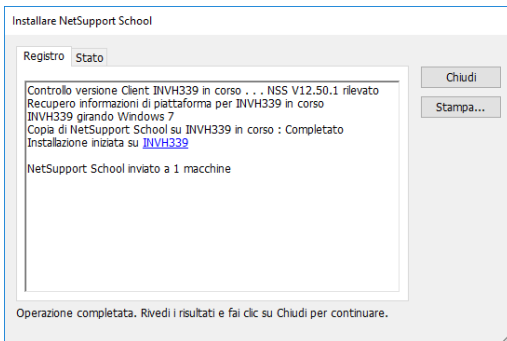 Installare NetSupport School
Registro Stato
Controllo versione Client INVH339 in corso . . . NSS V12.50.1 rilevato
Recupero informazioni di piattaforma per INVH339 in corso
INVH339 girando Windows 7
Copia di NetSupport School su INVH339 in corso : Completato
Installazione iniziata su INVH339
NetSupport School inviato a 1 macchine
Chiudi
Stampa...
Operazione completata. Rivedi i risultati e fai clic su Chiudi per continuare.